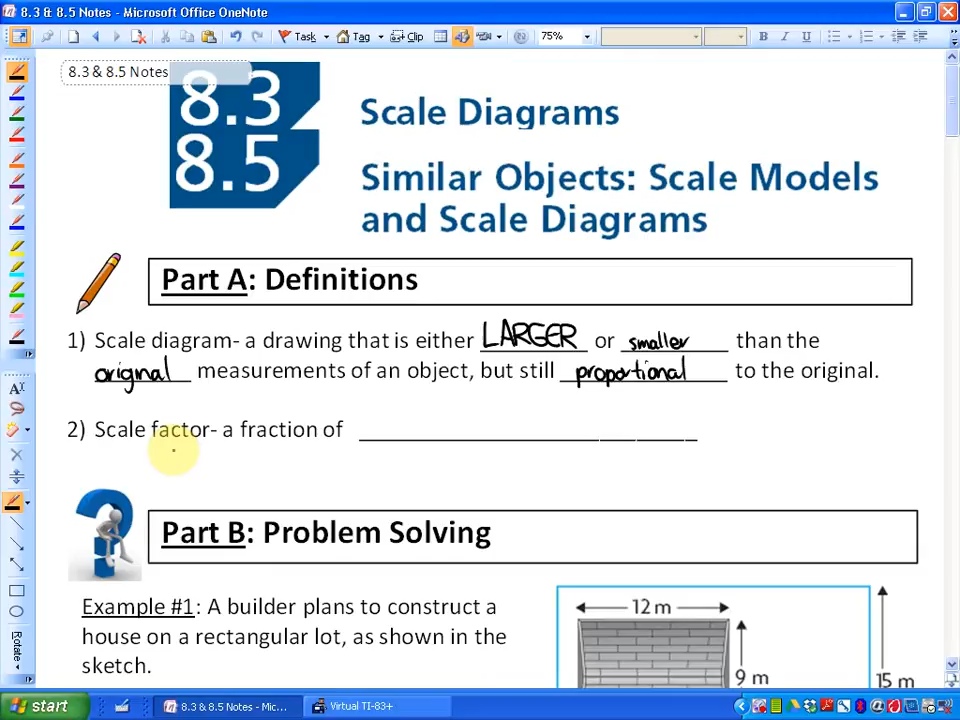 8.3 & 8.5 Notes - Microsoft Office OneNote
Task Tag Clip 75% B I U
8.3 & 8.5 Notes
8.3
8.5
Scale Diagrams
Similar Objects: Scale Models
and Scale Diagrams
Part A: Definitions
1) Scale diagram- a drawing that is either LARGER or smaller than the
original measurements of an object, but still proportional to the original.
2) Scale factor- a fraction of
Part B: Problem Solving
Example #1: A builder plans to construct a
house on a rectangular lot, as shown in the
sketch.
12 m
9 m
15 m
Rotate
start 8.3 & 8.5 Notes - Mi... Virtual TI-83+